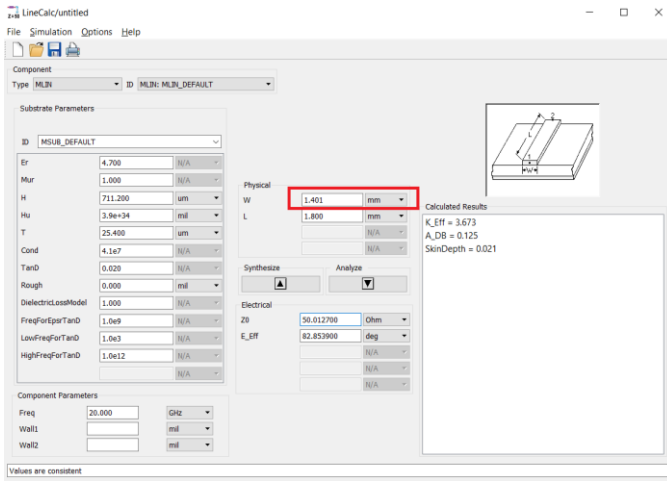 LineCalc/untitled
File Simulation Options Help
Component
Type MLIN ID MLIN: MLIN_DEFAULT
Substrate Parameters
ID MSUB_DEFAULT
Er 4.700 N/A
Mur 1.000 N/A
H 711.200 um
Hu 3.9e+34 mil
T 25.400 um
Cond 4.1e7 N/A
TanD 0.020 N/A
Rough 0.000 mil
DielectricLossModel 1.000 N/A
FreqForEpsrTanD 1.0e9 N/A
LowFreqForTanD 1.0e3 N/A
HighFreqForTanD 1.0e12 N/A
N/A
Component Parameters
Freq 20.000 GHz
Wall1 mil
Wall2 mil
Physical
W 1.401 mm
L 1.800 mm
N/A
N/A
Synthesize Analyze
Electrical
Z0 50.012700 Ohm
E_Eff 82.853900 deg
N/A
N/A
N/A
2
L
1
W
Calculated Results
K_Eff = 3.673
A_DB = 0.125
SkinDepth = 0.021
Values are consistent